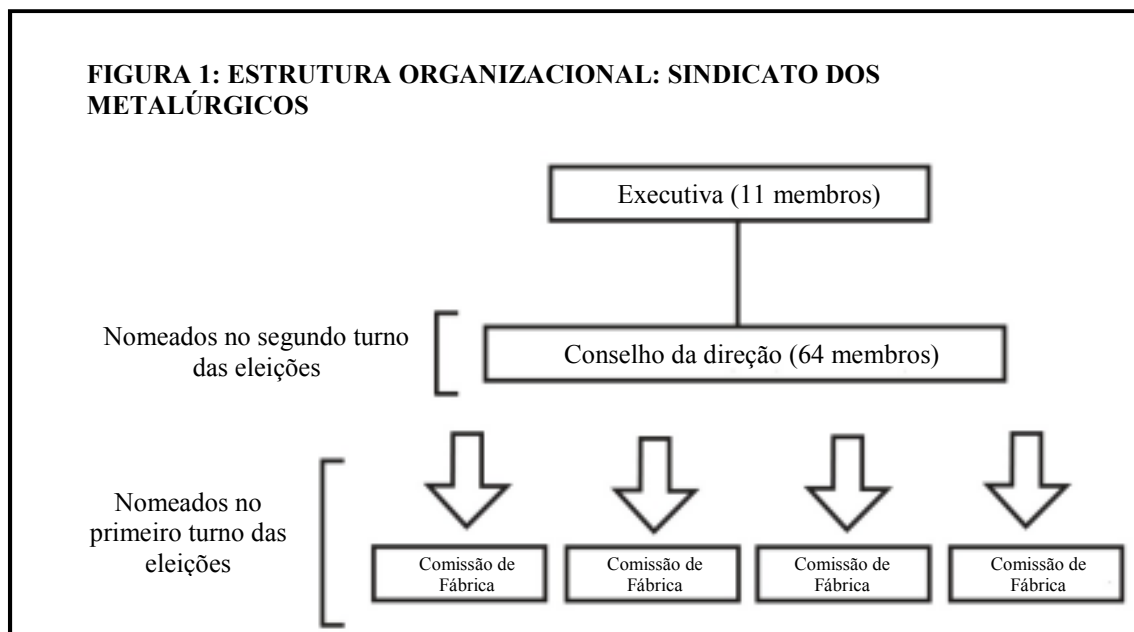 FIGURA 1: ESTRUTURA ORGANIZACIONAL: SINDICATO DOS
METALÚRGICOS
Executiva (11 membros)
Nomeados no segundo turno
das eleições
Conselho da direção (64 membros)
Nomeados no
primeiro turno das
eleições
Comissão de
Fábrica
Comissão de
Fábrica
Comissão de
Fábrica
Comissão de
Fábrica